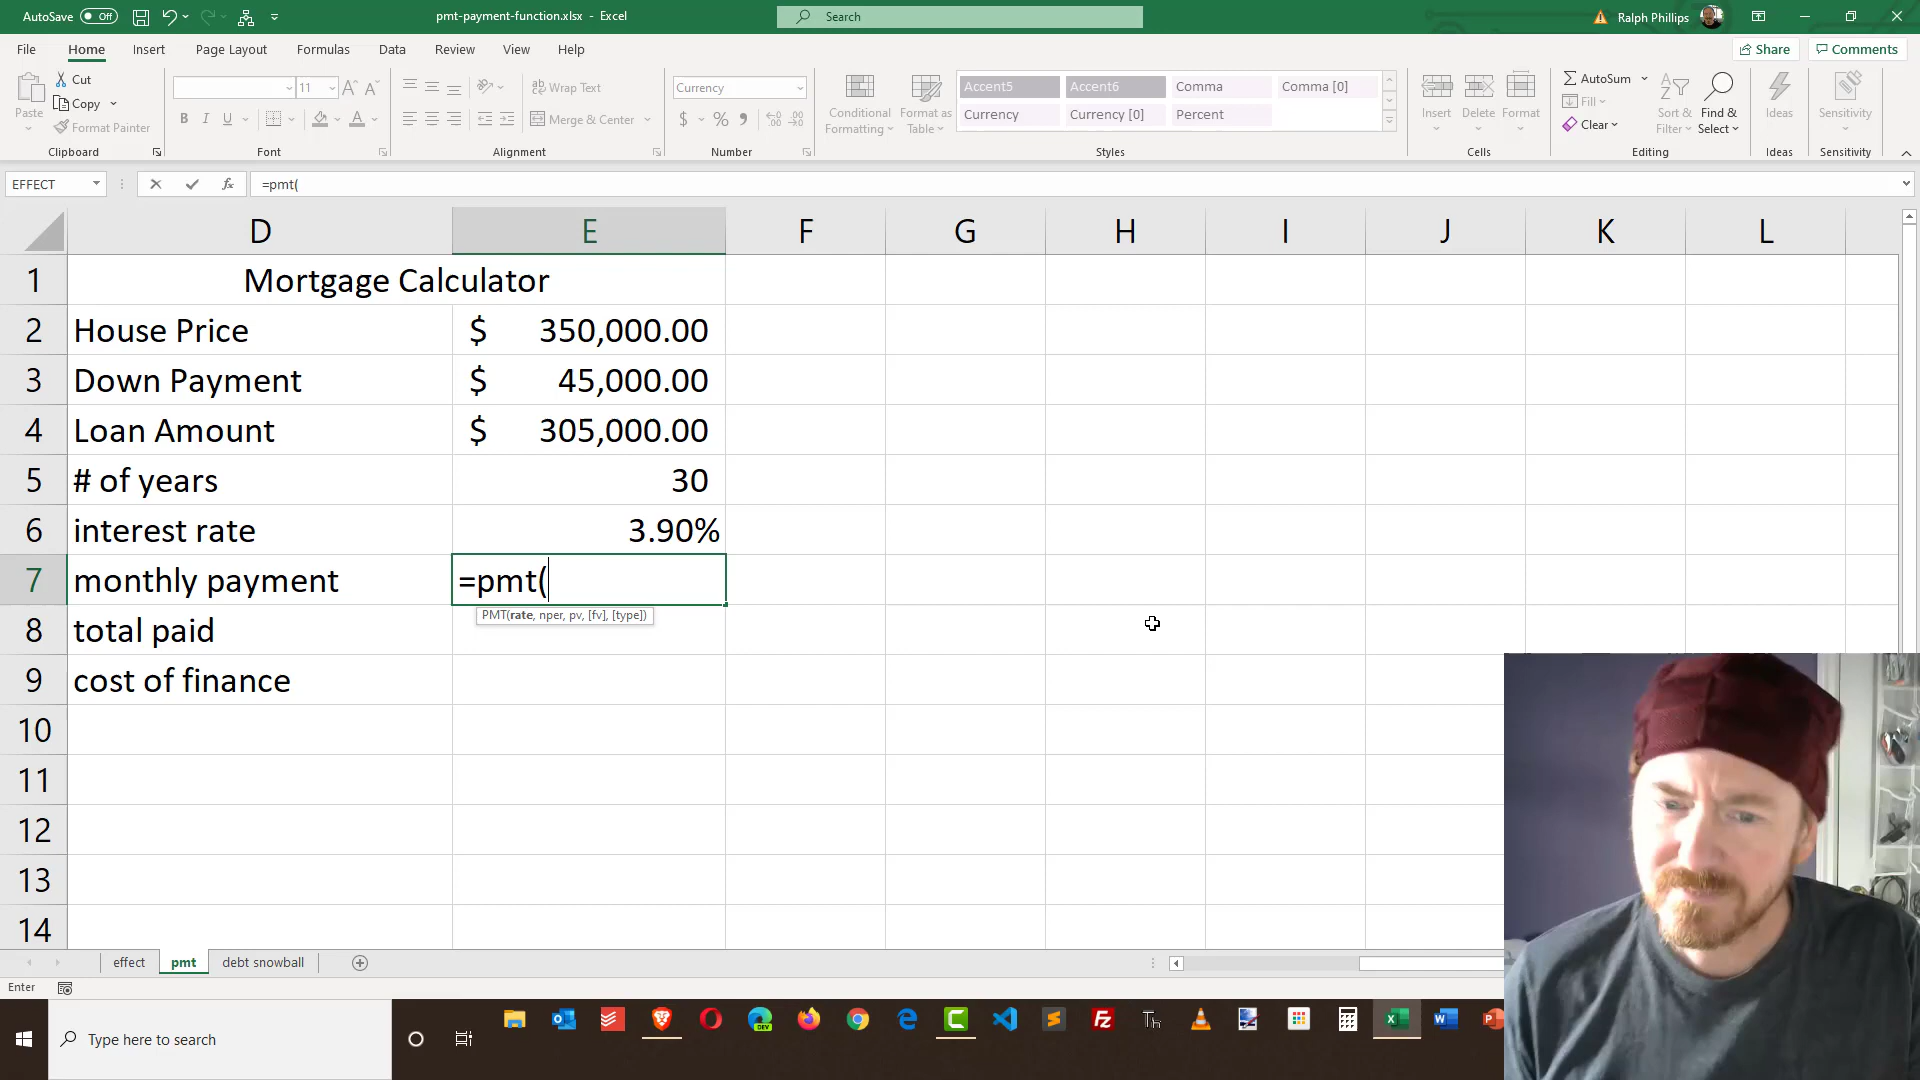 AutoSave Off
pmt-payment-function.xlsx - Excel
Search
Ralph Phillips
File Home Insert Page Layout Formulas Data Review View Help
Share Comments
Paste
Cut
Copy
Format Painter
Clipboard
11
B I U
Font
Wrap Text
Merge & Center
Alignment
Currency
$ % 9
Number
Conditional Formatting
Format as Table
Accent5 Accent6 Comma Comma [0]
Currency Currency [0] Percent
Styles
Insert Delete Format
Cells
AutoSum
Fill
Clear
Sort & Filter
Find & Select
Editing
Ideas
Ideas
Sensitivity
Sensitivity
EFFECT
fx
=pmt(
D E F G H I J K L
1 Mortgage Calculator
2 House Price $ 350,000.00
3 Down Payment $ 45,000.00
4 Loan Amount $ 305,000.00
5 # of years 30
6 interest rate 3.90%
7 monthly payment =pmt(
PMT(rate, nper, pv, [fv], [type])
8 total paid
9 cost of finance
10
11
12
13
14
effect pmt debt snowball
Enter
Type here to search